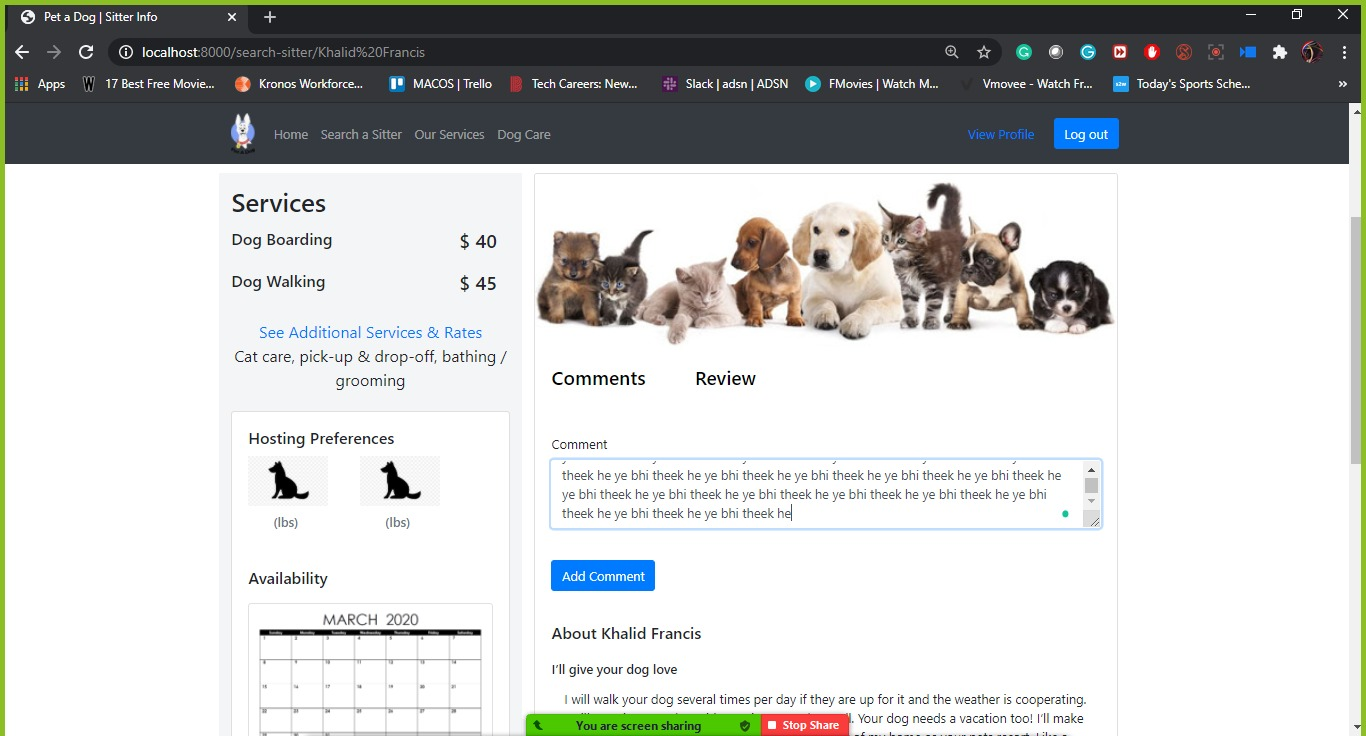 Pet a Dog | Sitter Info
localhost:8000/search-sitter/Khalid%20Francis
Apps
17 Best Free Movie...
Kronos Workforce...
MACOS | Trello
Tech Careers: New...
Slack | adsn | ADSN
FMovies | Watch M...
Vmovee - Watch Fr...
Today's Sports Sche...
Home
Search a Sitter
Our Services
Dog Care
View Profile
Log out
Services
Dog Boarding $ 40
Dog Walking $ 45
See Additional Services & Rates
Cat care, pick-up & drop-off, bathing /
grooming
Hosting Preferences
(lbs) (lbs)
Availability
MARCH 2020
Comments Review
Comment
theek he ye bhi theek he ye bhi theek he ye bhi theek he ye bhi theek he ye bhi theek he
ye bhi theek he ye bhi theek he ye bhi theek he ye bhi theek he ye bhi theek he ye bhi
theek he ye bhi theek he ye bhi theek he
Add Comment
About Khalid Francis
I'll give your dog love
I will walk your dog several times per day if they are up for it and the weather is cooperating.
Your dog needs a vacation too! I'll make
You are screen sharing
Stop Share